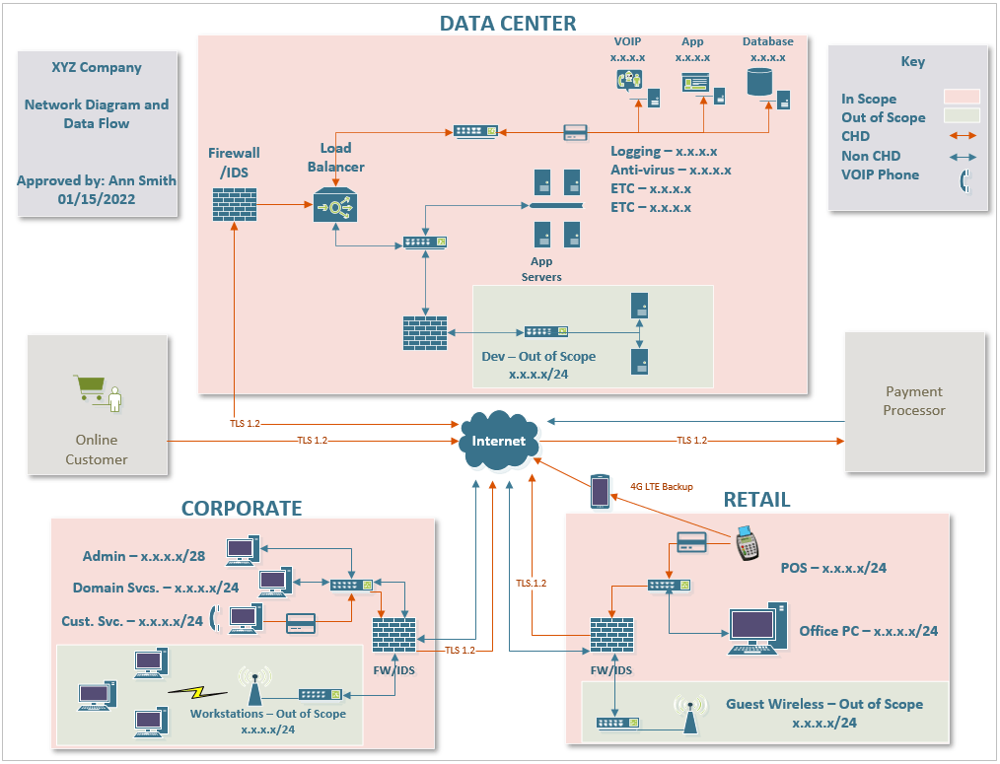 DATA CENTER
XYZ Company
Network Diagram and
Data Flow
Approved by: Ann Smith
01/15/2022
VOIP
x.x.x.x
App
x.x.x.x
Database
x.x.x.x
Key
In Scope
Out of Scope
CHD
Non CHD
VOIP Phone
Firewall
/IDS
Load
Balancer
Logging – x.x.x.x
Anti-virus – x.x.x.x
ETC – x.x.x.x
ETC – x.x.x.x
App
Servers
Dev – Out of Scope
x.x.x.x/24
Online
Customer
TLS 1.2
TLS 1.2
Internet
TLS 1.2
Payment
Processor
4G LTE Backup
CORPORATE
Admin – x.x.x.x/28
Domain Svcs. – x.x.x.x/24
Cust. Svc. – x.x.x.x/24
FW/IDS
TLS 1.2
Workstations – Out of Scope
x.x.x.x/24
RETAIL
TLS 1.2
POS – x.x.x.x/24
Office PC – x.x.x.x/24
FW/IDS
Guest Wireless – Out of Scope
x.x.x.x/24